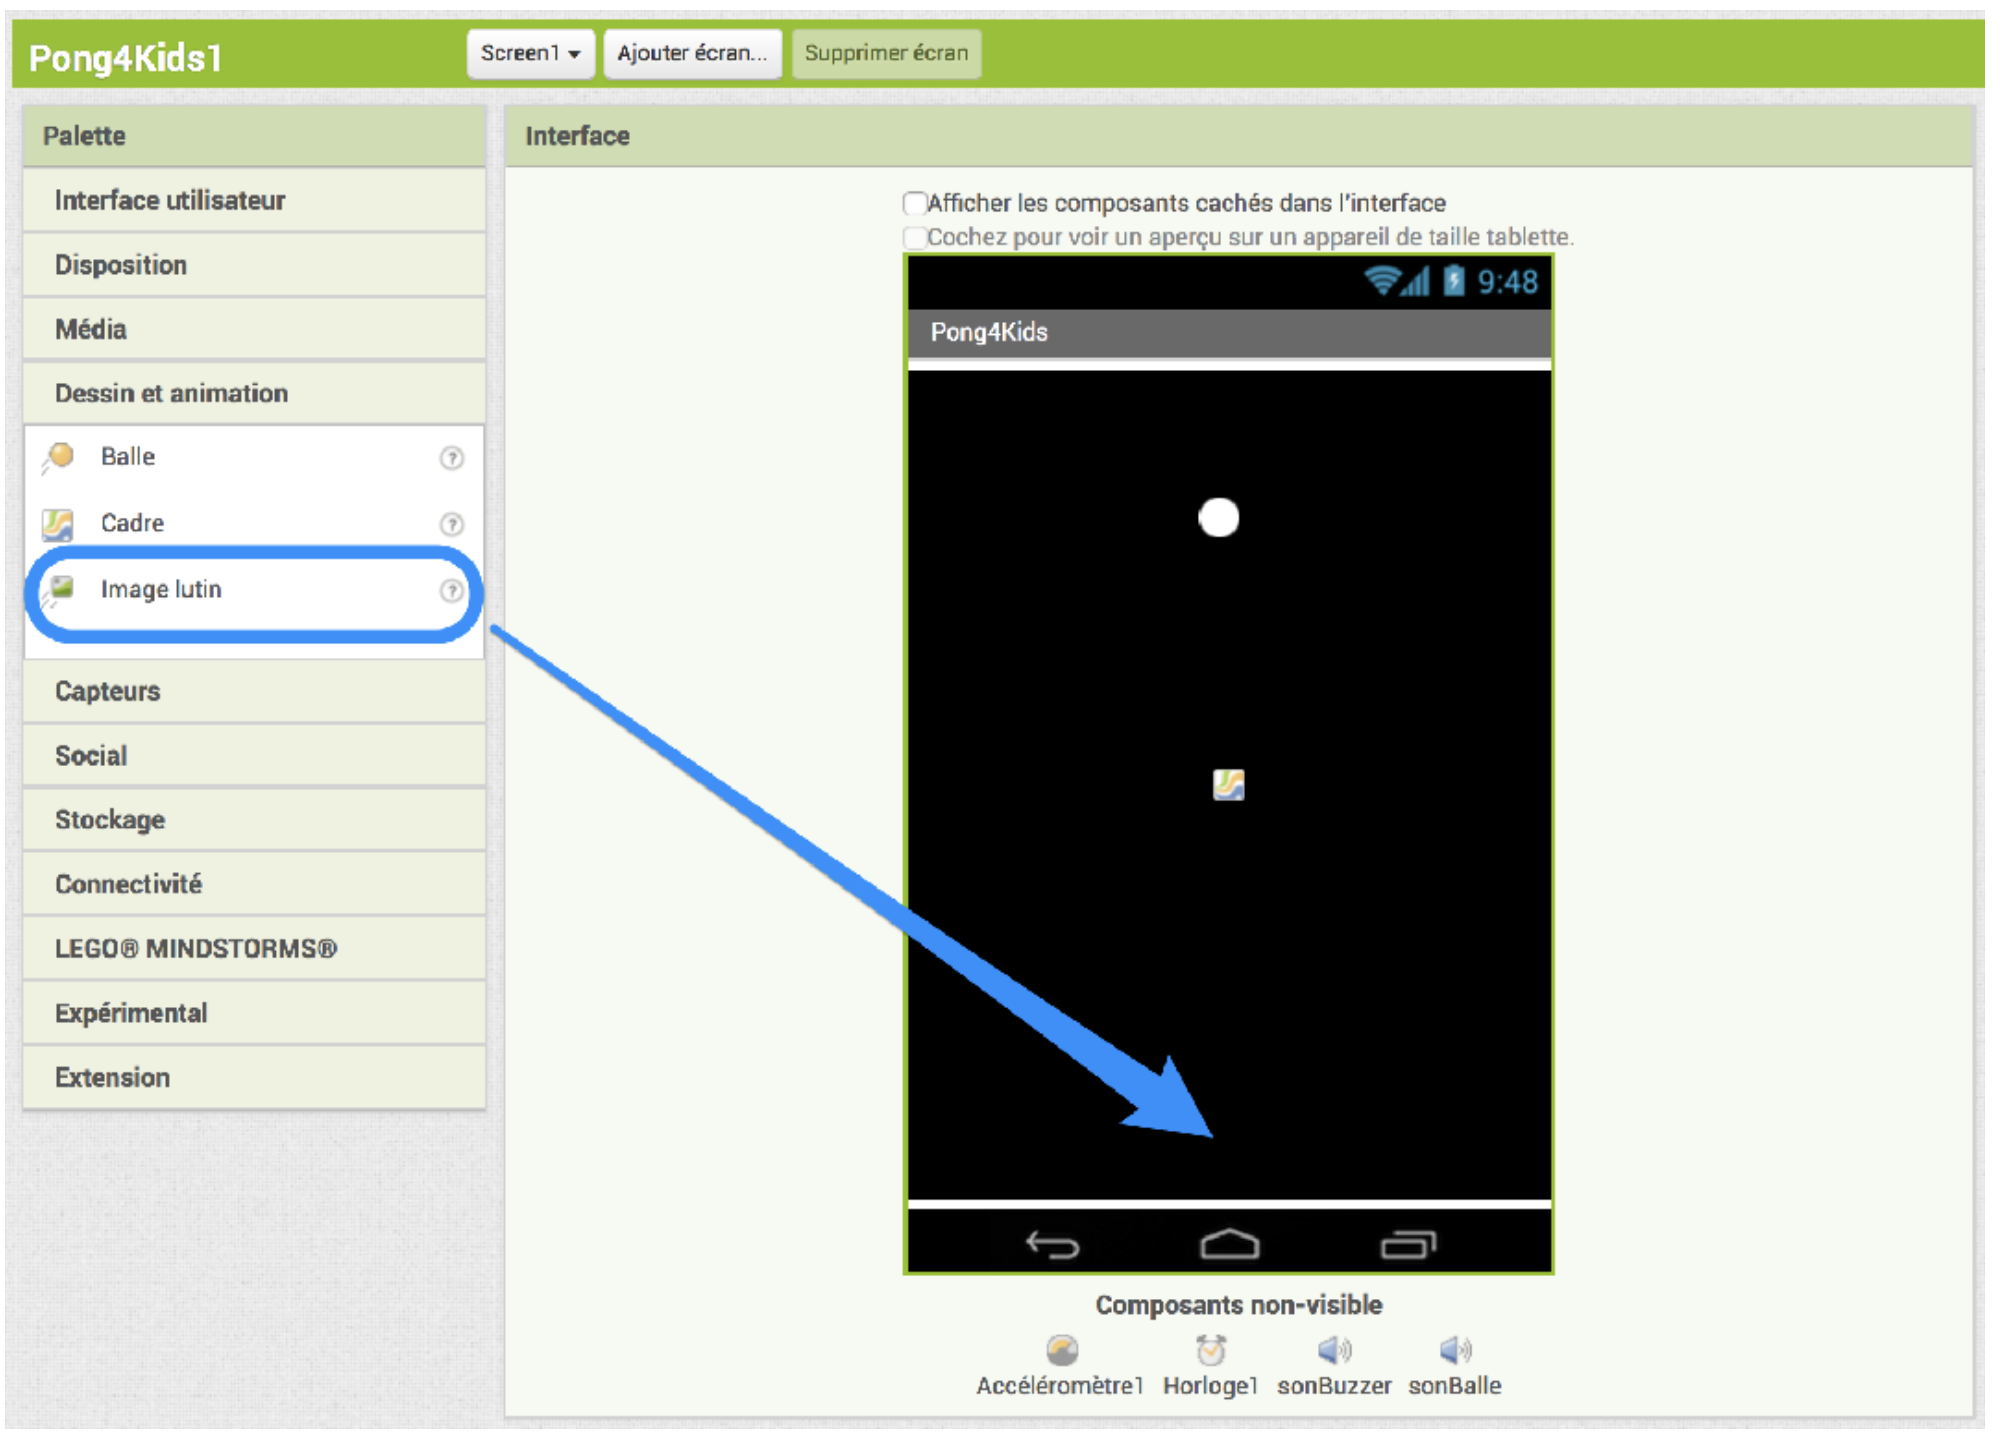 Pong4Kids1
Screen1
Ajouter écran...
Supprimer écran
Palette
Interface utilisateur
Disposition
Média
Dessin et animation
Balle
?
Cadre
?
Image lutin
?
Capteurs
Social
Stockage
Connectivité
LEGO® MINDSTORMS®
Expérimental
Extension
Interface
Afficher les composants cachés dans l'interface
Cochez pour voir un aperçu sur un appareil de taille tablette.
9:48
Pong4Kids
Composants non-visible
Accéléromètre1
Horloge1
sonBuzzer
sonBalle